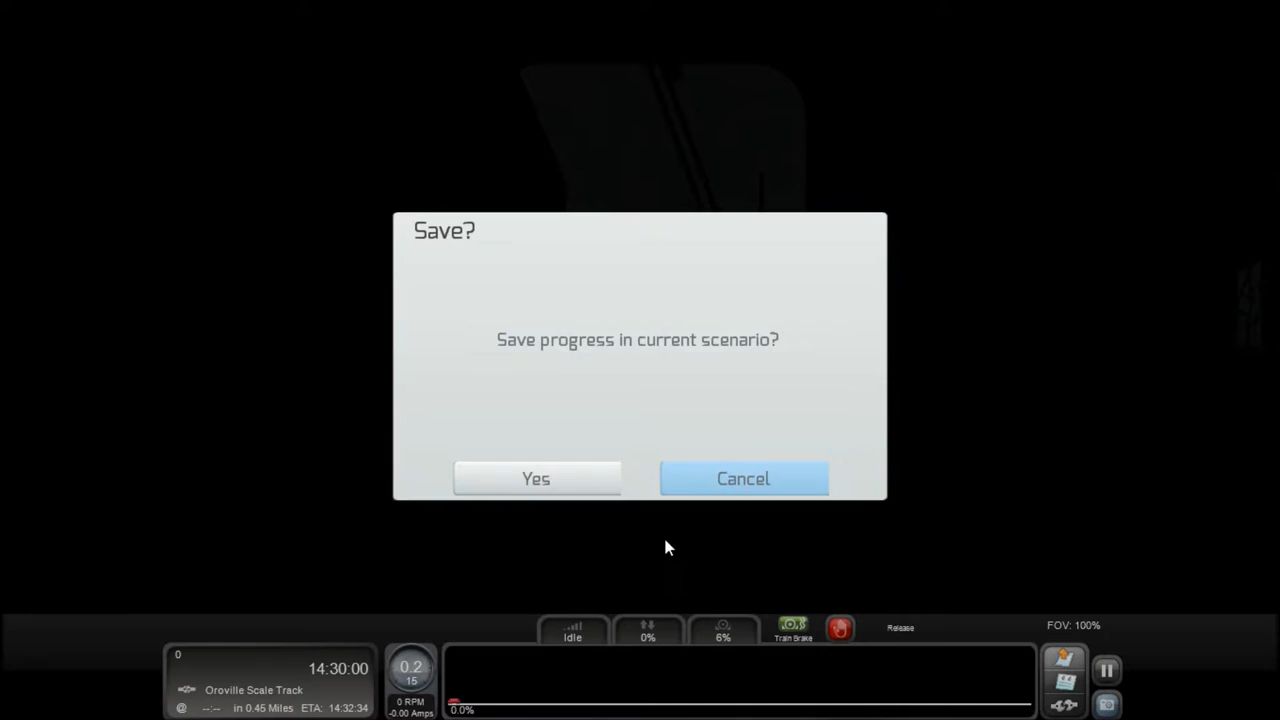 Save?
Save progress in current scenario?
Yes
Cancel
Idle
0%
6%
Train Brake
Release
FOV: 100%
0
14:30:00
Oroville Scale Track
@ --:-- in 0.45 Miles ETA: 14:32:34
0.2
15
0 RPM
-0.00 Amps
0.0%